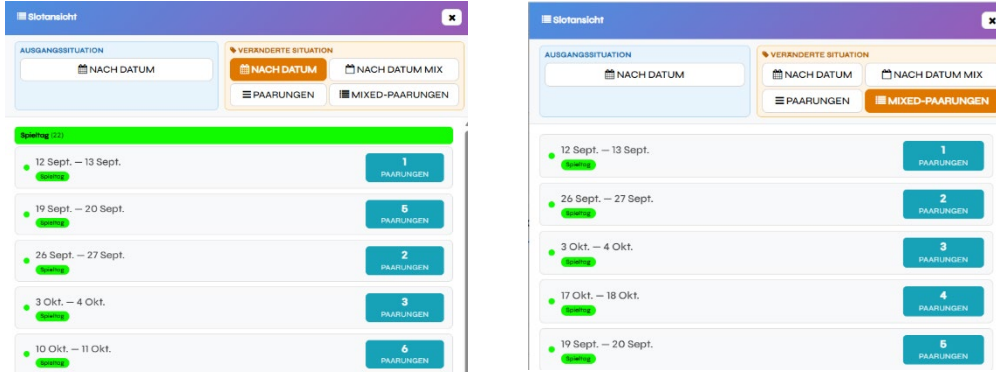 Slotansicht
AUSGANGSSITUATION
NACH DATUM
VERÄNDERTE SITUATION
NACH DATUM
NACH DATUM MIX
PAARUNGEN
MIXED-PAARUNGEN
Spieltag (22)
12 Sept. – 13 Sept.
Spieltag
1
PAARUNGEN
19 Sept. – 20 Sept.
Spieltag
5
PAARUNGEN
26 Sept. – 27 Sept.
Spieltag
2
PAARUNGEN
3 Okt. – 4 Okt.
Spieltag
3
PAARUNGEN
10 Okt. – 11 Okt.
Spieltag
6
PAARUNGEN
Slotansicht
AUSGANGSSITUATION
NACH DATUM
VERÄNDERTE SITUATION
NACH DATUM
NACH DATUM MIX
PAARUNGEN
MIXED-PAARUNGEN
12 Sept. – 13 Sept.
Spieltag
1
PAARUNGEN
26 Sept. – 27 Sept.
Spieltag
2
PAARUNGEN
3 Okt. – 4 Okt.
Spieltag
3
PAARUNGEN
17 Okt. – 18 Okt.
Spieltag
4
PAARUNGEN
19 Sept. – 20 Sept.
Spieltag
5
PAARUNGEN